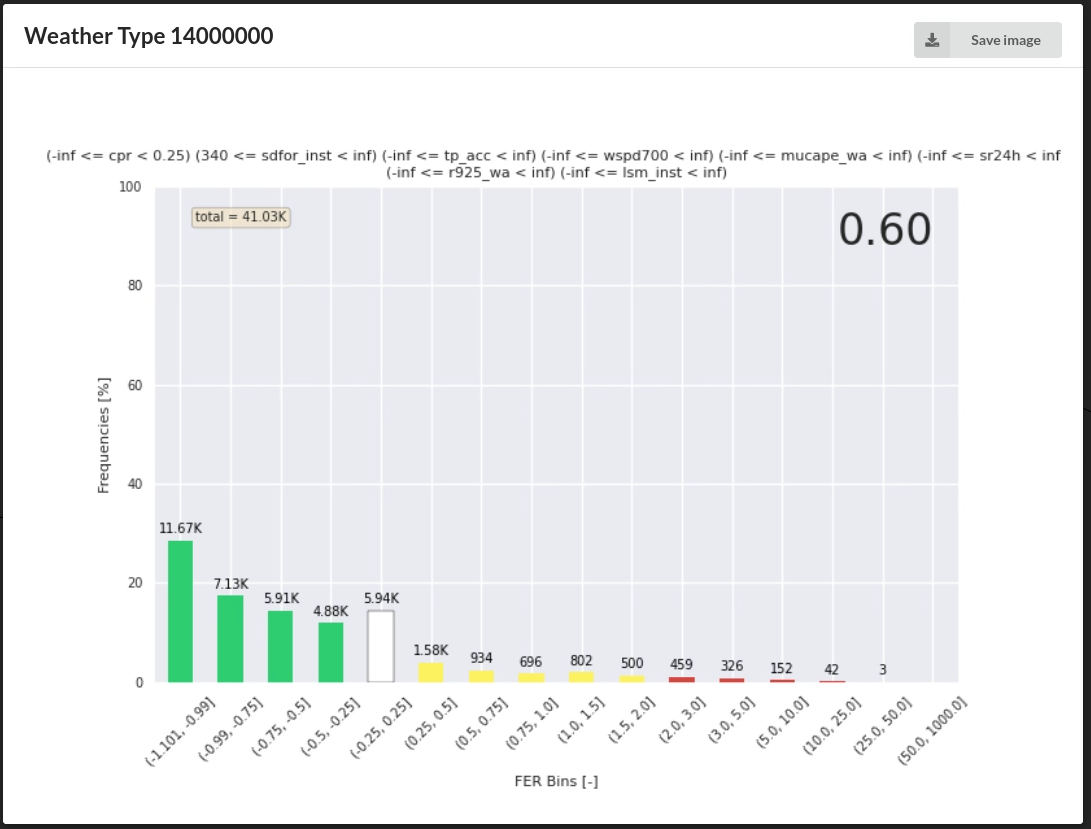 Weather Type 14000000
Save image
(-inf <= cpr < 0.25) (340 <= sdfor_inst < inf) (-inf <= tp_acc < inf) (-inf <= wspd700 < inf) (-inf <= mucape_wa < inf) (-inf <= sr24h < inf
(-inf <= r925_wa < inf) (-inf <= lsm_inst < inf)
100
80
60
40
20
0
Frequencies [%]
total = 41.03K
0.60
11.67K
7.13K
5.91K
4.88K
5.94K
1.58K
934
696
802
500
459
326
152
42
3
(-1.101, -0.99]
(-0.99, -0.75]
(-0.75, -0.5]
(-0.5, -0.25]
(-0.25, 0.25]
(0.25, 0.5]
(0.5, 0.75]
(0.75, 1.0]
(1.0, 1.5]
(1.5, 2.0]
(2.0, 3.0]
(3.0, 5.0]
(5.0, 10.0]
(10.0, 25.0]
(25.0, 50.0]
(50.0, 1000.0]
FER Bins [-]